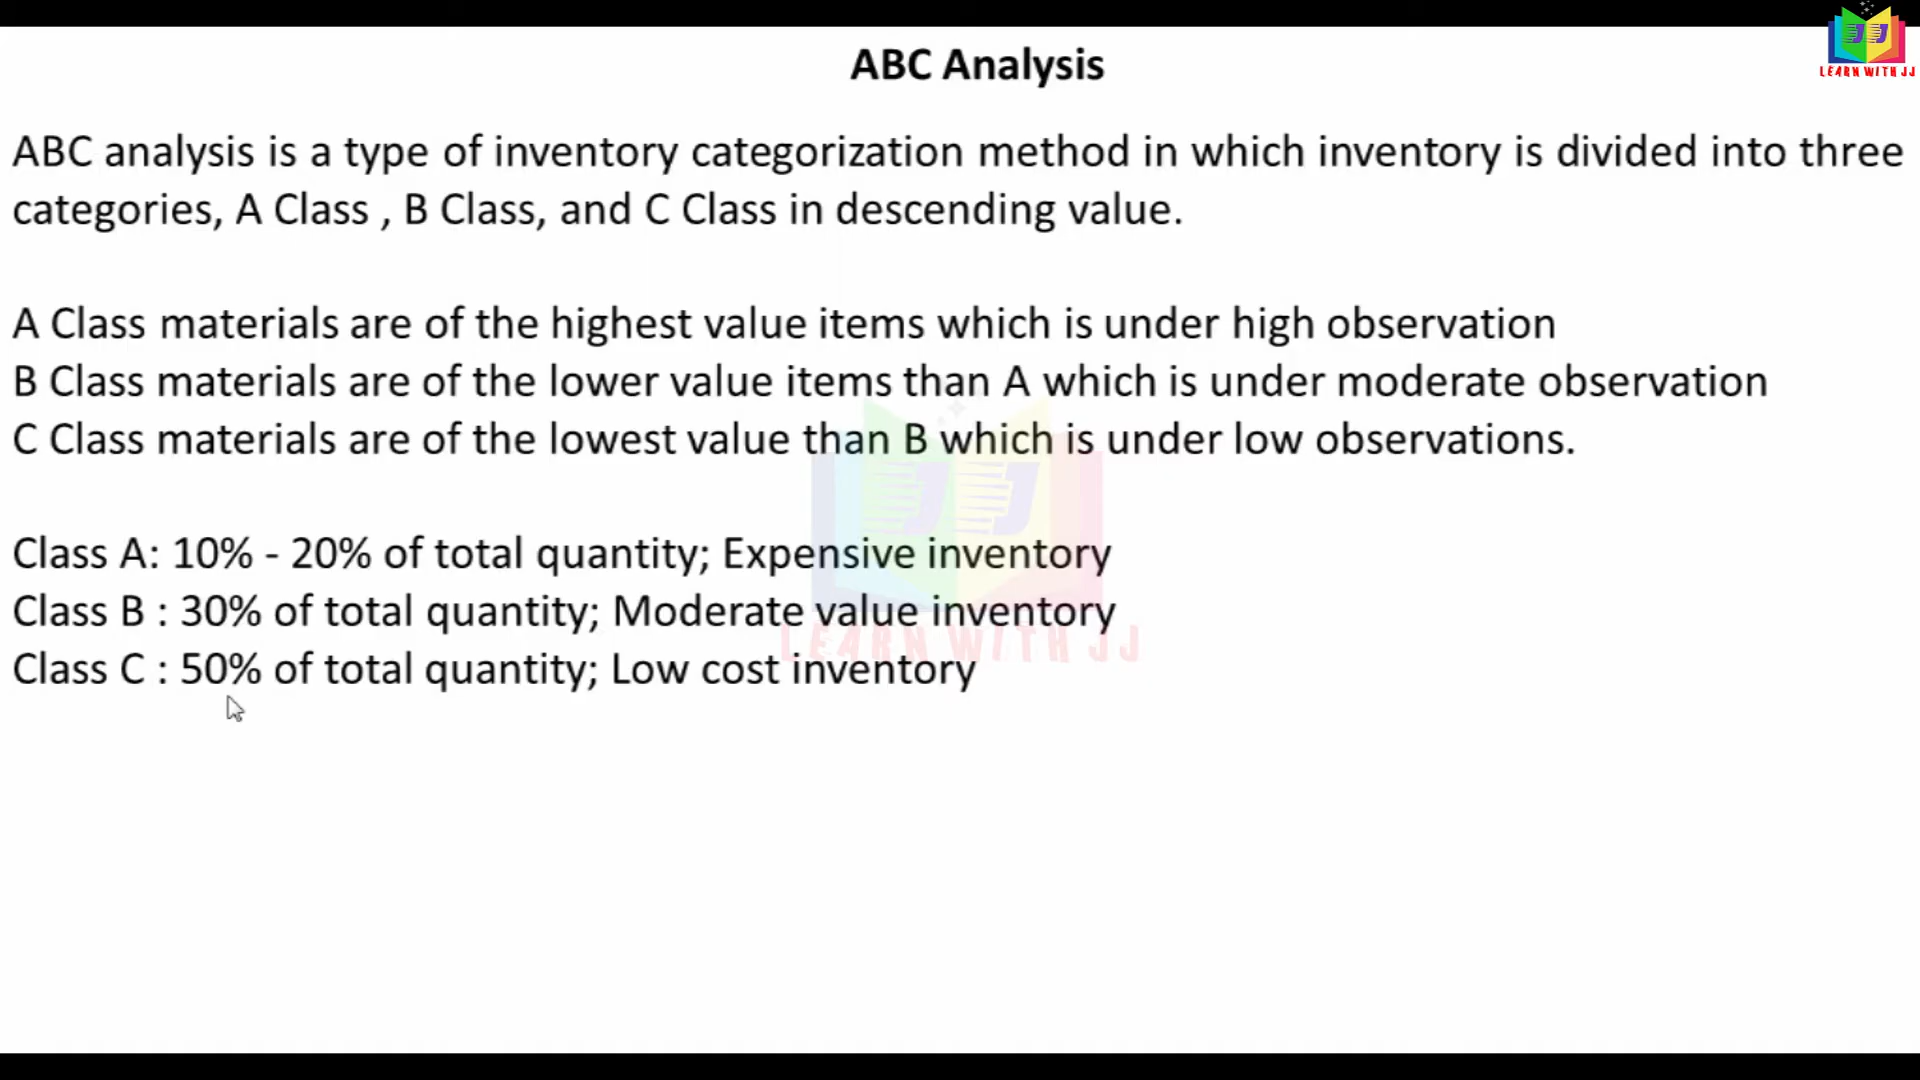 LEARN WITH JJ
ABC Analysis
ABC analysis is a type of inventory categorization method in which inventory is divided into three
categories, A Class , B Class, and C Class in descending value.
A Class materials are of the highest value items which is under high observation
B Class materials are of the lower value items than A which is under moderate observation
C Class materials are of the lowest value than B which is under low observations.
Class A: 10% - 20% of total quantity; Expensive inventory
Class B : 30% of total quantity; Moderate value inventory
LEARN WITH JJ
Class C : 50% of total quantity; Low cost inventory